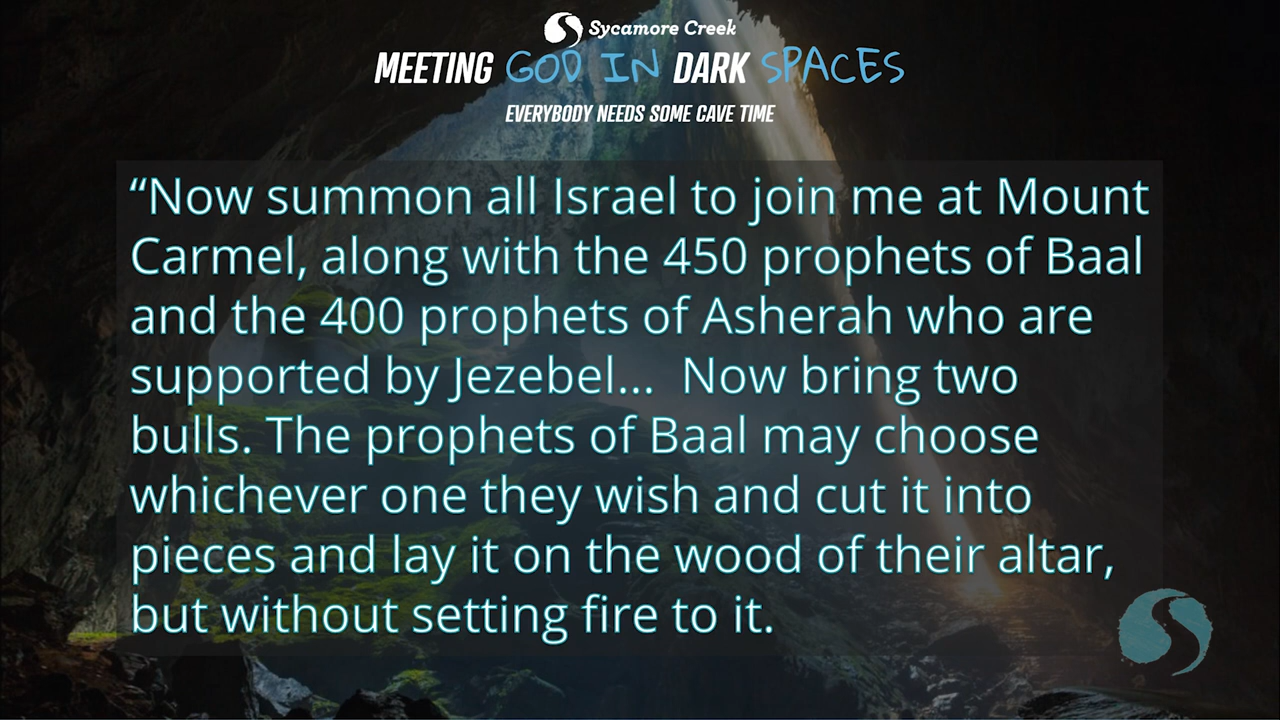 Sycamore Creek
MEETING GOD IN DARK SPACES
EVERYBODY NEEDS SOME CAVE TIME
“Now summon all Israel to join me at Mount
Carmel, along with the 450 prophets of Baal
and the 400 prophets of Asherah who are
supported by Jezebel...  Now bring two
bulls. The prophets of Baal may choose
whichever one they wish and cut it into
pieces and lay it on the wood of their altar,
but without setting fire to it.